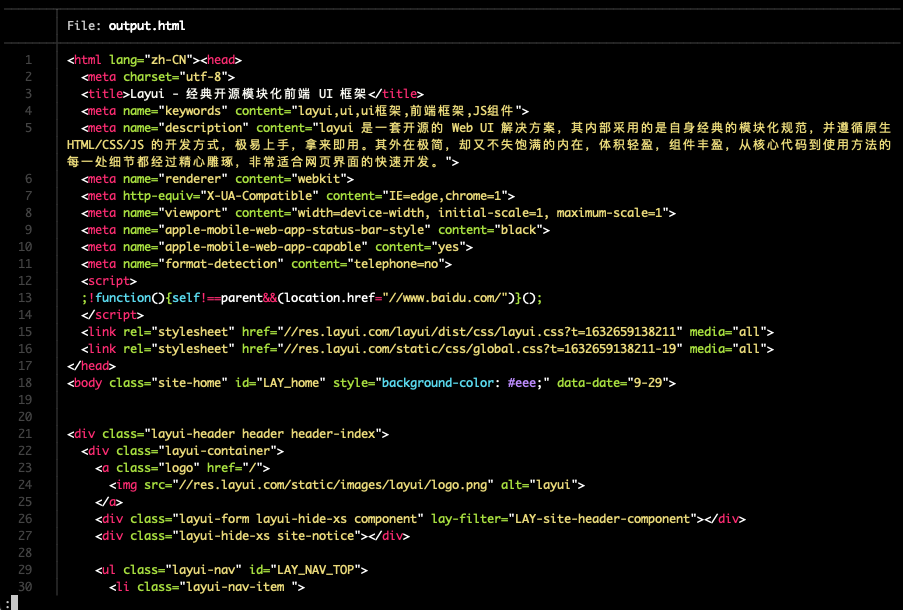 File: output.html
1 <html lang="zh-CN"><head>
2   <meta charset="utf-8">
3   <title>Layui - 经典开源模块化前端 UI 框架</title>
4   <meta name="keywords" content="layui,ui,ui框架,前端框架,JS组件">
5   <meta name="description" content="layui 是一套开源的 Web UI 解决方案，其内部采用的是自身经典的模块化规范，并遵循原生
HTML/CSS/JS 的开发方式，极易上手，拿来即用。其外在极简，却又不失饱满的内在，体积轻盈，组件丰盈，从核心代码到使用方法的
每一处细节都经过精心雕琢，非常适合网页界面的快速开发。">
6   <meta name="renderer" content="webkit">
7   <meta http-equiv="X-UA-Compatible" content="IE=edge,chrome=1">
8   <meta name="viewport" content="width=device-width, initial-scale=1, maximum-scale=1">
9   <meta name="apple-mobile-web-app-status-bar-style" content="black">
10   <meta name="apple-mobile-web-app-capable" content="yes">
11   <meta name="format-detection" content="telephone=no">
12   <script>
13   ;!function(){self!==parent&&(location.href="//www.baidu.com/")}();
14   </script>
15   <link rel="stylesheet" href="//res.layui.com/layui/dist/css/layui.css?t=1632659138211" media="all">
16   <link rel="stylesheet" href="//res.layui.com/static/css/global.css?t=1632659138211-19" media="all">
17 </head>
18 <body class="site-home" id="LAY_home" style="background-color: #eee;" data-date="9-29">
19
20
21 <div class="layui-header header header-index">
22   <div class="layui-container">
23     <a class="logo" href="/">
24       <img src="//res.layui.com/static/images/layui/logo.png" alt="layui">
25     </a>
26     <div class="layui-form layui-hide-xs component" lay-filter="LAY-site-header-component"></div>
27     <div class="layui-hide-xs site-notice"></div>
28
29     <ul class="layui-nav" id="LAY_NAV_TOP">
30       <li class="layui-nav-item ">
: